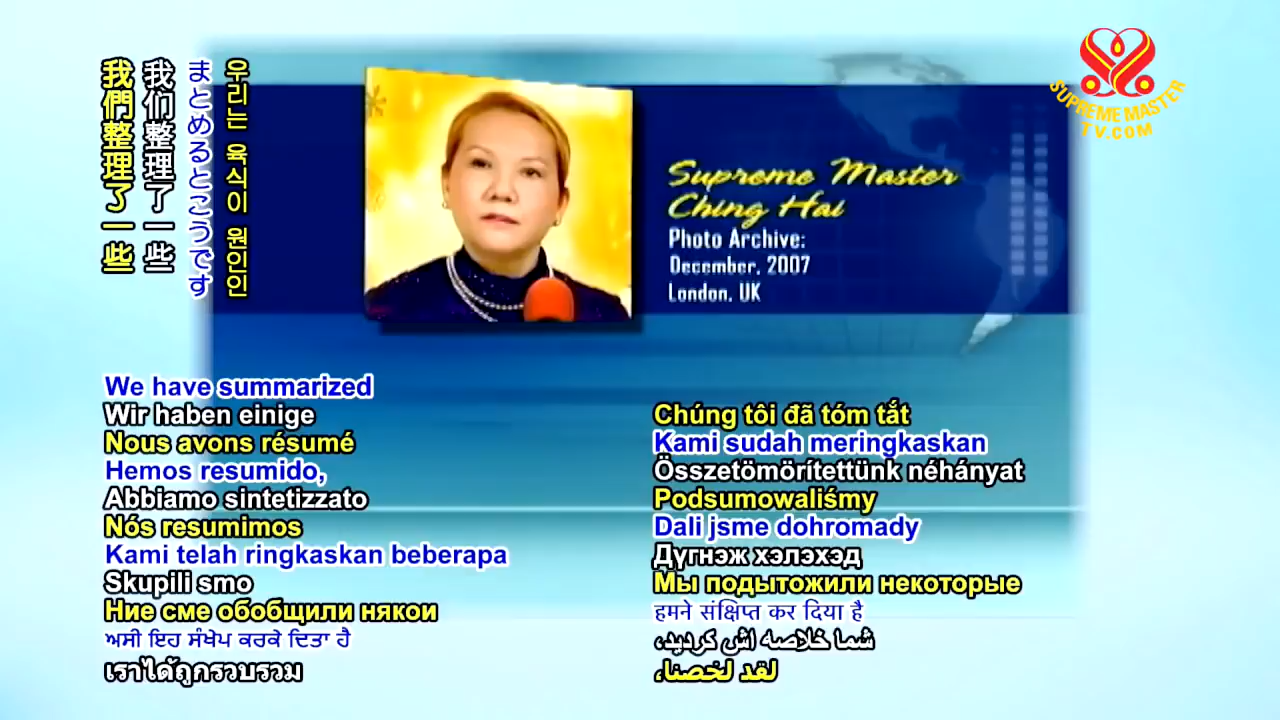 我們整理了一些
我们整理了一些
まとめるとこうです
우리는 육식이 원인인
SUPREME MASTER
TV.COM
Supreme Master
Ching Hai
Photo Archive:
December, 2007
London, UK
We have summarized
Wir haben einige
Nous avons résumé
Hemos resumido,
Abbiamo sintetizzato
Nós resumimos
Kami telah ringkaskan beberapa
Skupili smo
Ние сме обобщили някои
ਅਸੀ ਇਹ ਸੰਖੇਪ ਕਰਕੇ ਦਿਤਾ ਹੈ
เราได้ถูกรวบรวม
Chúng tôi đã tóm tắt
Kami sudah meringkaskan
Összetömörítettünk néhányat
Podsumowaliśmy
Dali jsme dohromady
Дүгнэж хэлэхэд
Мы подытожили некоторые
हमने संक्षिप्त कर दिया है
شما خلاصه اش کردید،
لقد لخصنا،